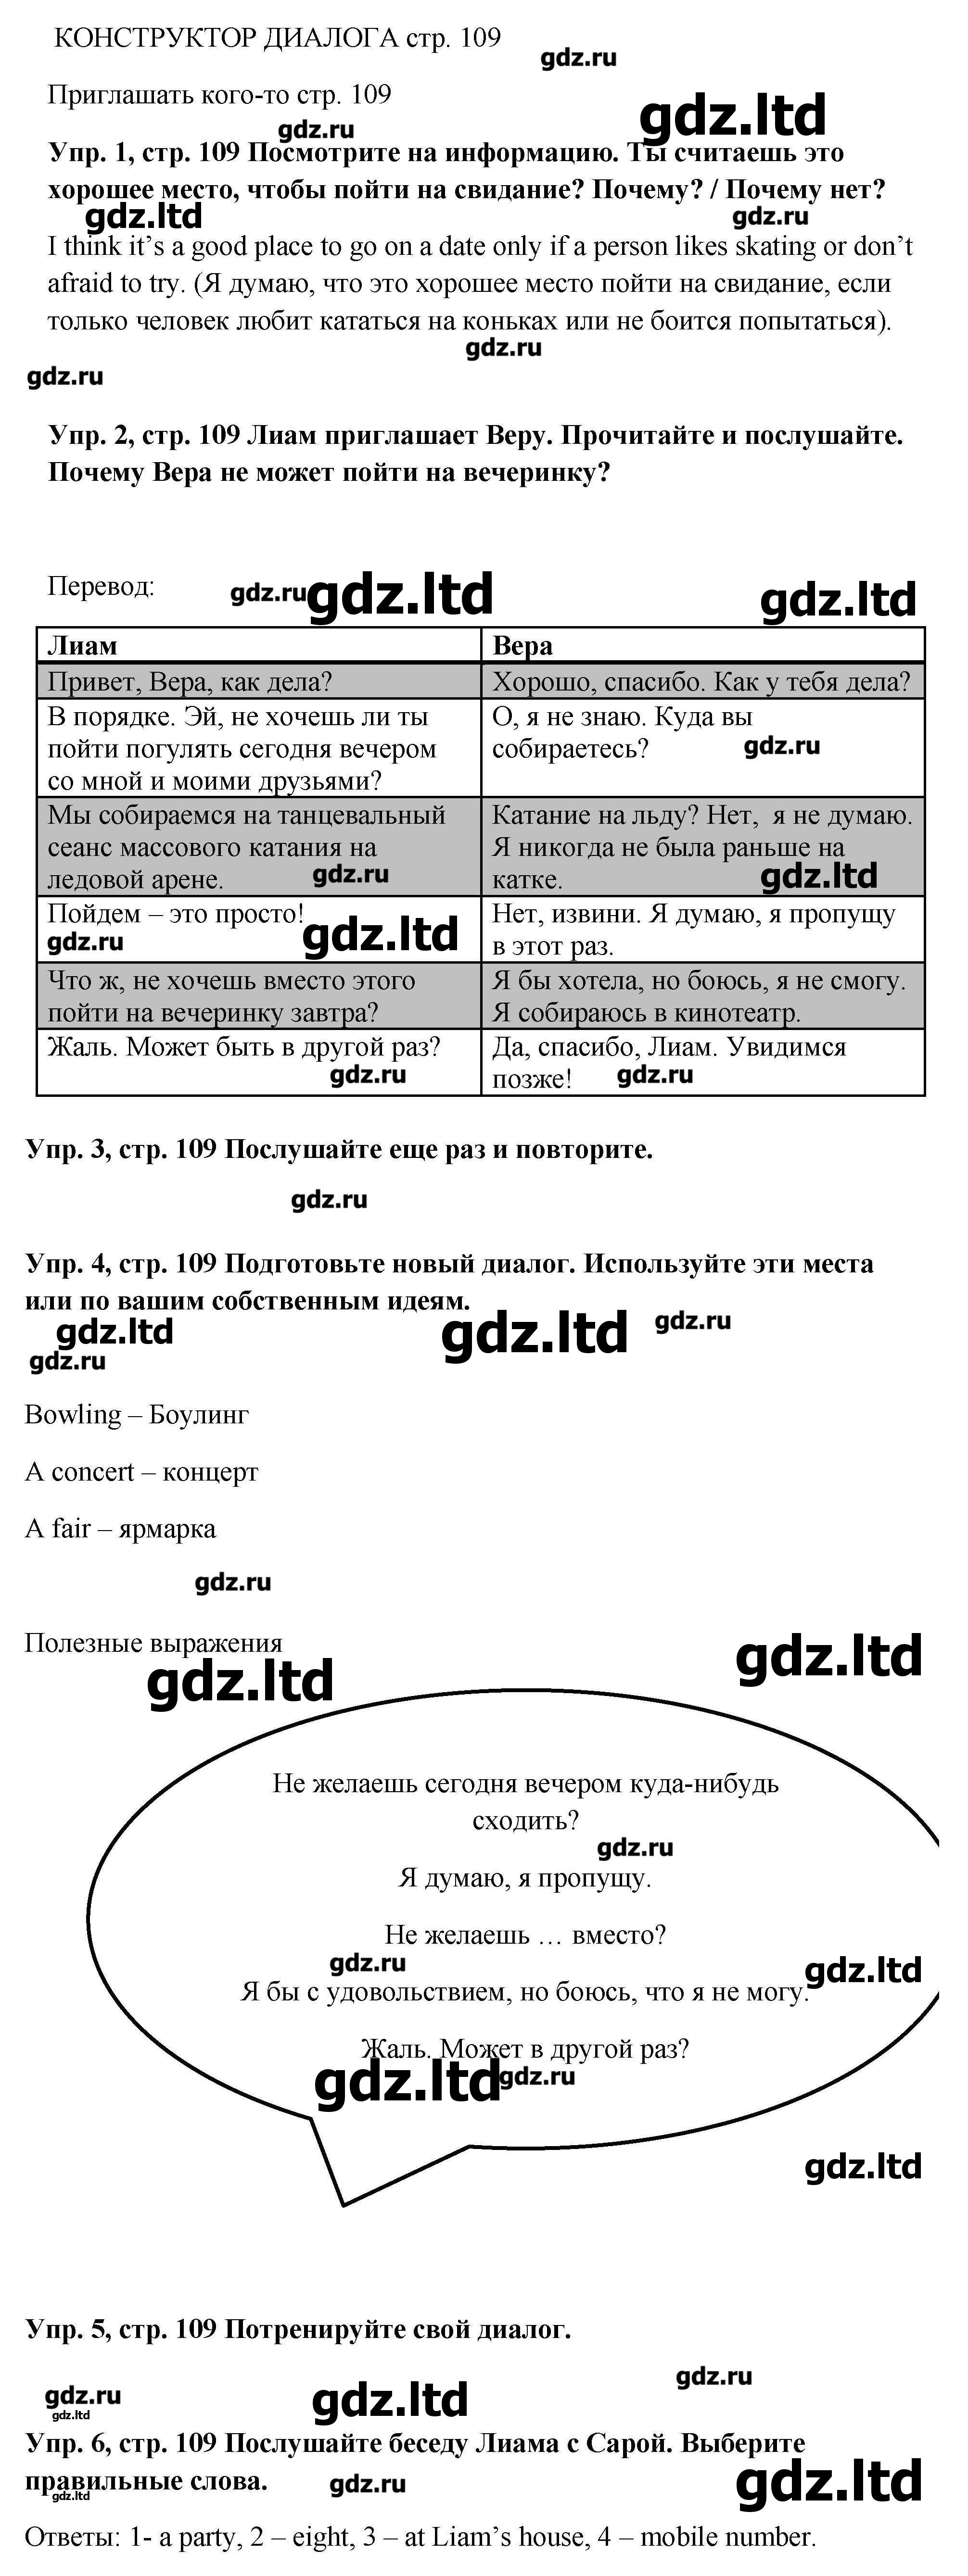 КОНСТРУКТОР ДИАЛОГА стр. 109
gdz.ru
Приглашать кого-то стр. 109
gdz.ltd
gdz.ru
Упр. 1, стр. 109 Посмотрите на информацию. Ты считаешь это
хорошее место, чтобы пойти на свидание? Почему? / Почему нет?
gdz.ltd
gdz.ru
I think it’s a good place to go on a date only if a person likes skating or don’t
afraid to try. (Я думаю, что это хорошее место пойти на свидание, если
только человек любит кататься на коньках или не боится попытаться).
gdz.ru
gdz.ru
Упр. 2, стр. 109 Лиам приглашает Веру. Прочитайте и послушайте.
Почему Вера не может пойти на вечеринку?
Перевод:
gdz.ru
gdz.ltd
gdz.ltd
Лиам
Вера
Привет, Вера, как дела?
Хорошо, спасибо. Как у тебя дела?
В порядке. Эй, не хочешь ли ты
пойти погулять сегодня вечером
со мной и моими друзьями?
О, я не знаю. Куда вы
собираетесь?
gdz.ru
Мы собираемся на танцевальный
сеанс массового катания на
ледовой арене.
gdz.ru
Катание на льду? Нет,  я не думаю.
Я никогда не была раньше на
катке.
gdz.ltd
Пойдем – это просто!
gdz.ru
gdz.ltd
Нет, извини. Я думаю, я пропущу
в этот раз.
Что ж, не хочешь вместо этого
пойти на вечеринку завтра?
Я бы хотела, но боюсь, я не смогу.
Я собираюсь в кинотеатр.
Жаль. Может быть в другой раз?
gdz.ru
Да, спасибо, Лиам. Увидимся
позже!
gdz.ru
Упр. 3, стр. 109 Послушайте еще раз и повторите.
gdz.ru
Упр. 4, стр. 109 Подготовьте новый диалог. Используйте эти места
или по вашим собственным идеям.
gdz.ltd
gdz.ltd
gdz.ru
gdz.ru
Bowling – Боулинг
A concert – концерт
A fair – ярмарка
gdz.ru
Полезные выражения
gdz.ltd
gdz.ltd
Не желаешь сегодня вечером куда-нибудь
сходить?
gdz.ru
Я думаю, я пропущу.
Не желаешь … вместо?
gdz.ru
gdz.ltd
Я бы с удовольствием, но боюсь, что я не могу.
Жаль. Может в другой раз?
gdz.ltd
gdz.ru
gdz.ltd
Упр. 5, стр. 109 Потренируйте свой диалог.
gdz.ru
gdz.ru
gdz.ltd
gdz.ltd
Упр. 6, стр. 109 Послушайте беседу Лиама с Сарой. Выберите
правильные слова.
gdz.ru
gdz.ltd
gdz.ltd
Ответы: 1- a party, 2 – eight, 3 – at Liam’s house, 4 – mobile number.